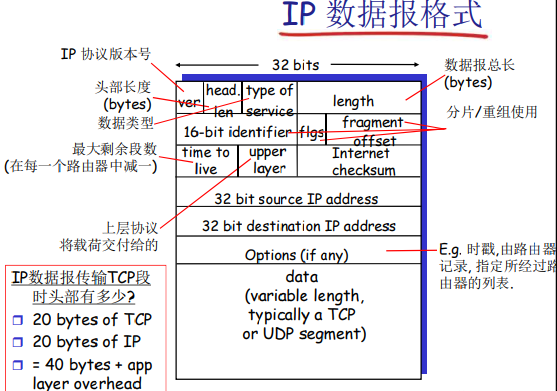 IP 数据报格式
IP 协议版本号
32 bits
数据报总长
(bytes)
头部长度
(bytes)
数据类型
ver
head.
len
type of
service
length
分片/重组使用
16-bit identifier
flgs
fragment
offset
最大剩余段数
(在每一个路由器中减一)
time to
live
upper
layer
Internet
checksum
32 bit source IP address
32 bit destination IP address
上层协议
将载荷交付给的
Options (if any)
E.g. 时戳,由路由器
记录, 指定所经过路
由器的列表.
data
(variable length,
typically a TCP
or UDP segment)
IP数据报传输TCP段
时头部有多少?
❒ 20 bytes of TCP
❒ 20 bytes of IP
❒ = 40 bytes + app
layer overhead